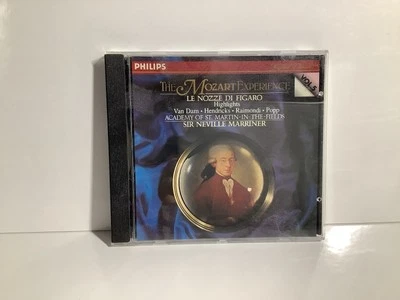 PHILIPS
THE MOZART EXPERIENCE
VOL.5
LE NOZZE DI FIGARO
Highlights
Van Dam · Hendricks · Raimondi · Popp
ACADEMY OF ST. MARTIN-IN-THE-FIELDS
SIR NEVILLE MARRINER